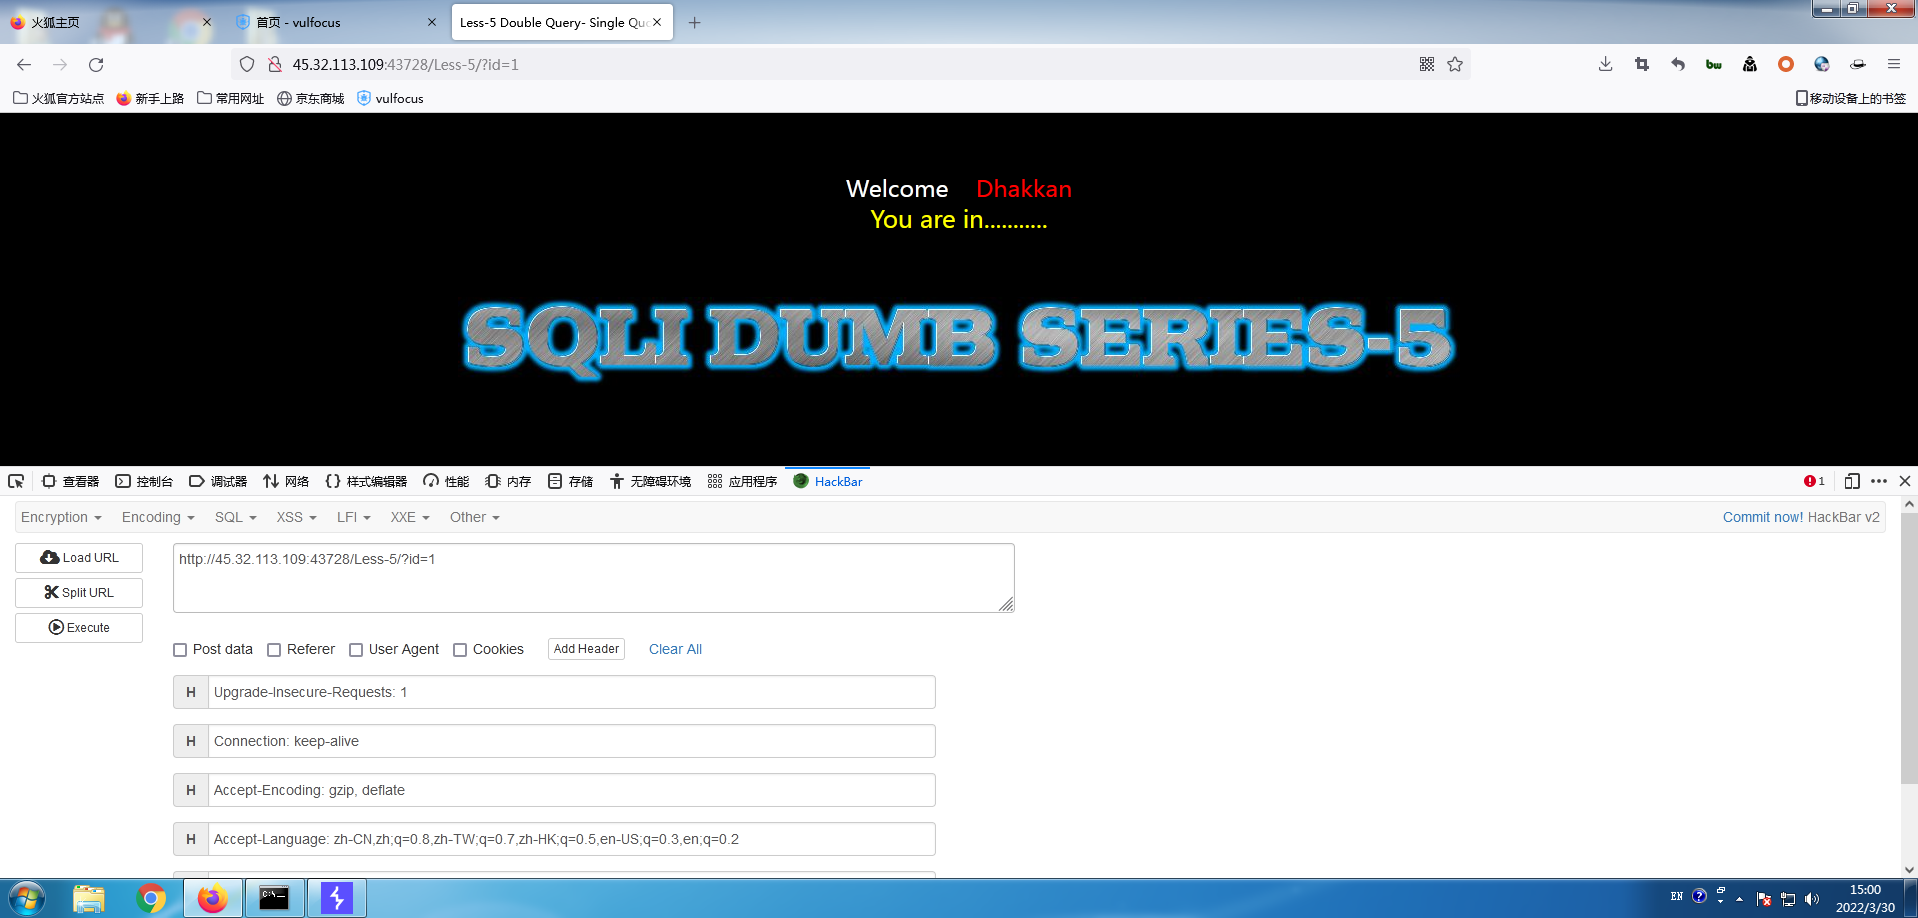 火狐主页
首页 - vulfocus
Less-5 Double Query- Single Quo
45.32.113.109:43728/Less-5/?id=1
火狐官方站点 新手上路 常用网址 京东商城 vulfocus 移动设备上的书签
Welcome Dhakkan
You are in...........
SQLI DUMB SERIES-5
查看器 控制台 调试器 网络 样式编辑器 性能 内存 存储 无障碍环境 应用程序 HackBar 1
Encryption Encoding SQL XSS LFI XXE Other Commit now! HackBar v2
Load URL
http://45.32.113.109:43728/Less-5/?id=1
Split URL
Execute
Post data Referer User Agent Cookies Add Header Clear All
H Upgrade-Insecure-Requests: 1
H Connection: keep-alive
H Accept-Encoding: gzip, deflate
H Accept-Language: zh-CN,zh;q=0.8,zh-TW;q=0.7,zh-HK;q=0.5,en-US;q=0.3,en;q=0.2
EN 15:00
2022/3/30